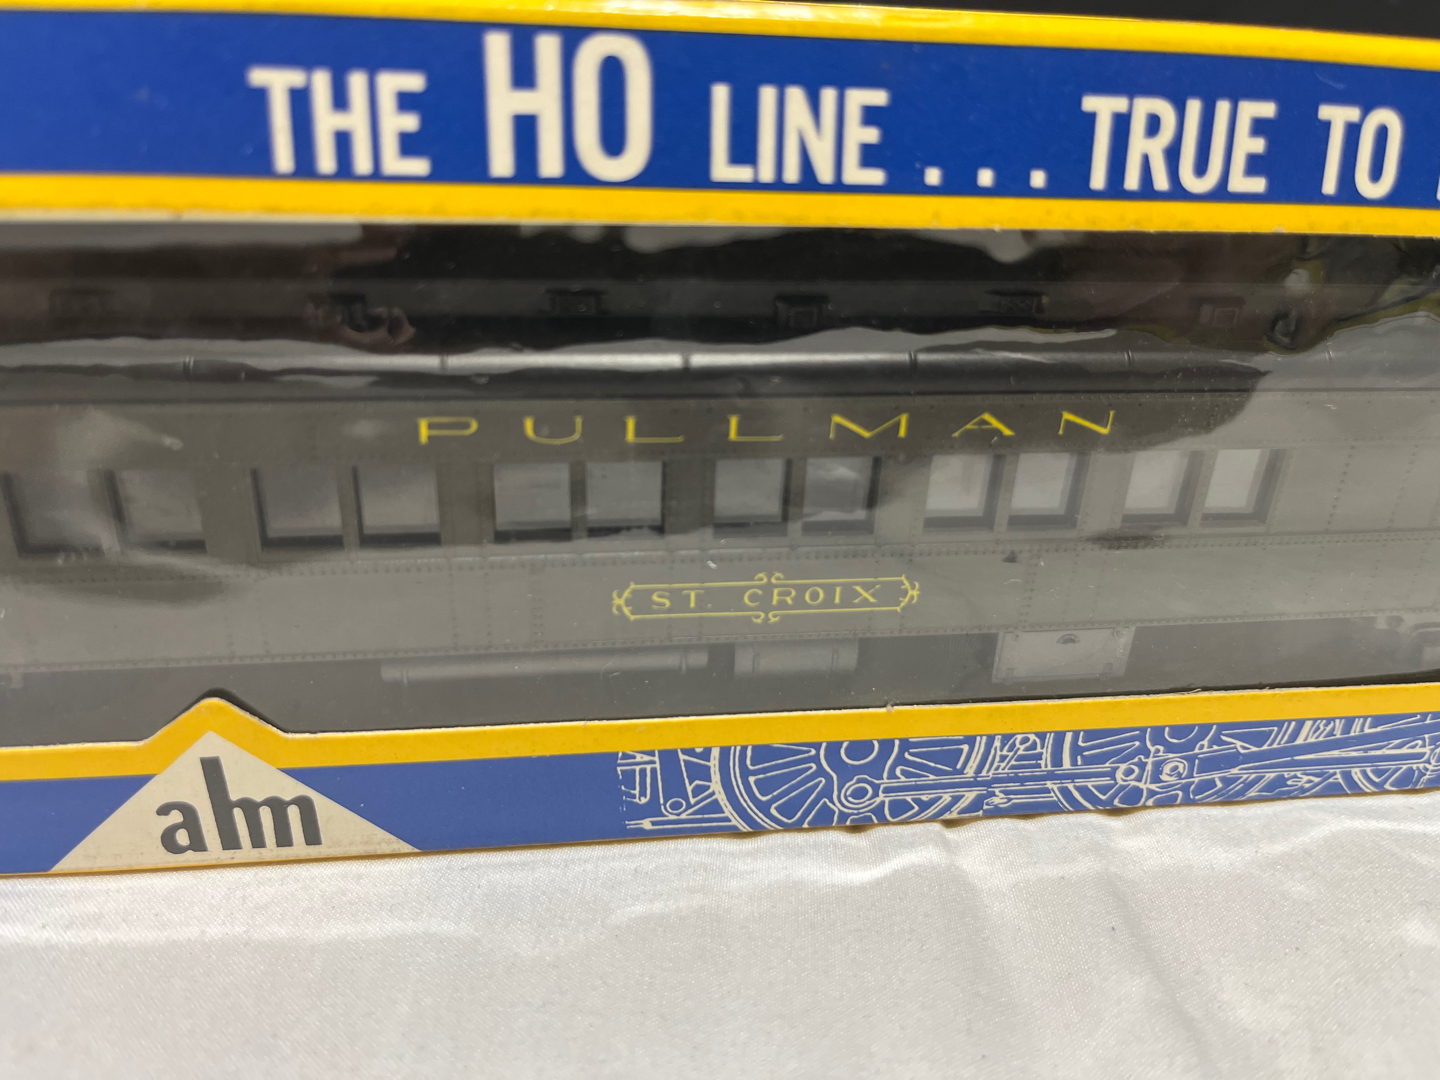 THE HO LINE... TRUE TO
PULLMAN
ST. CROIX
ahm